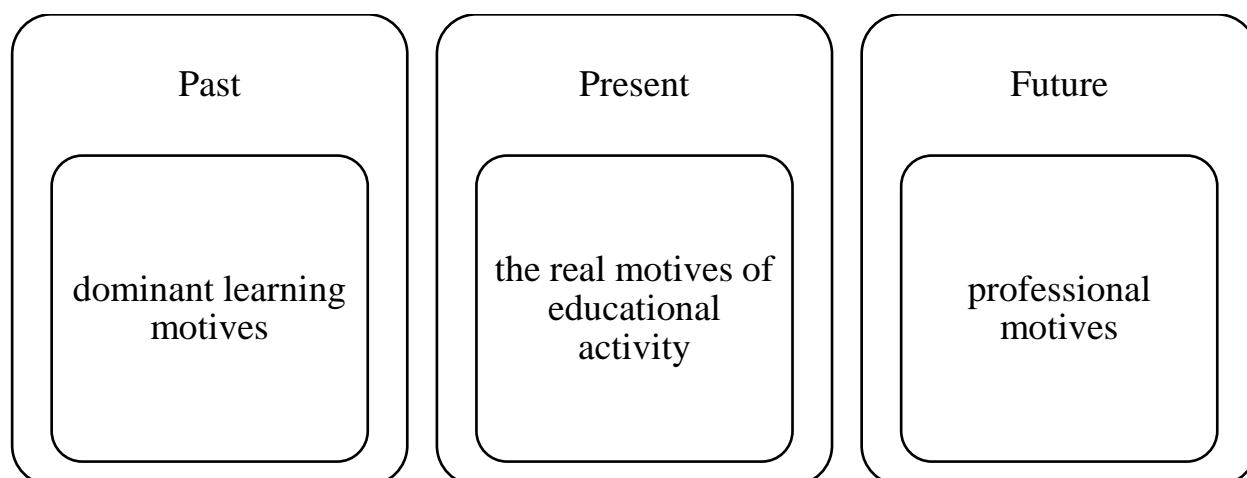 Past
dominant learning
motives
Present
the real motives of
educational
activity
Future
professional
motives